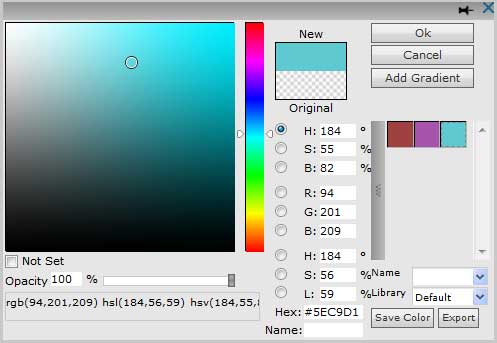 New
Original
Ok
Cancel
Add Gradient
H: 184 °
S: 55 %
B: 82 %
R: 94
G: 201
B: 209
H: 184 °
S: 56 %
L: 59 %
Hex: #5EC9D1
Name:
Not Set
Opacity 100 %
rgb(94,201,209) hsl(184,56,59) hsv(184,55,8
Name
Library Default
Save Color
Export